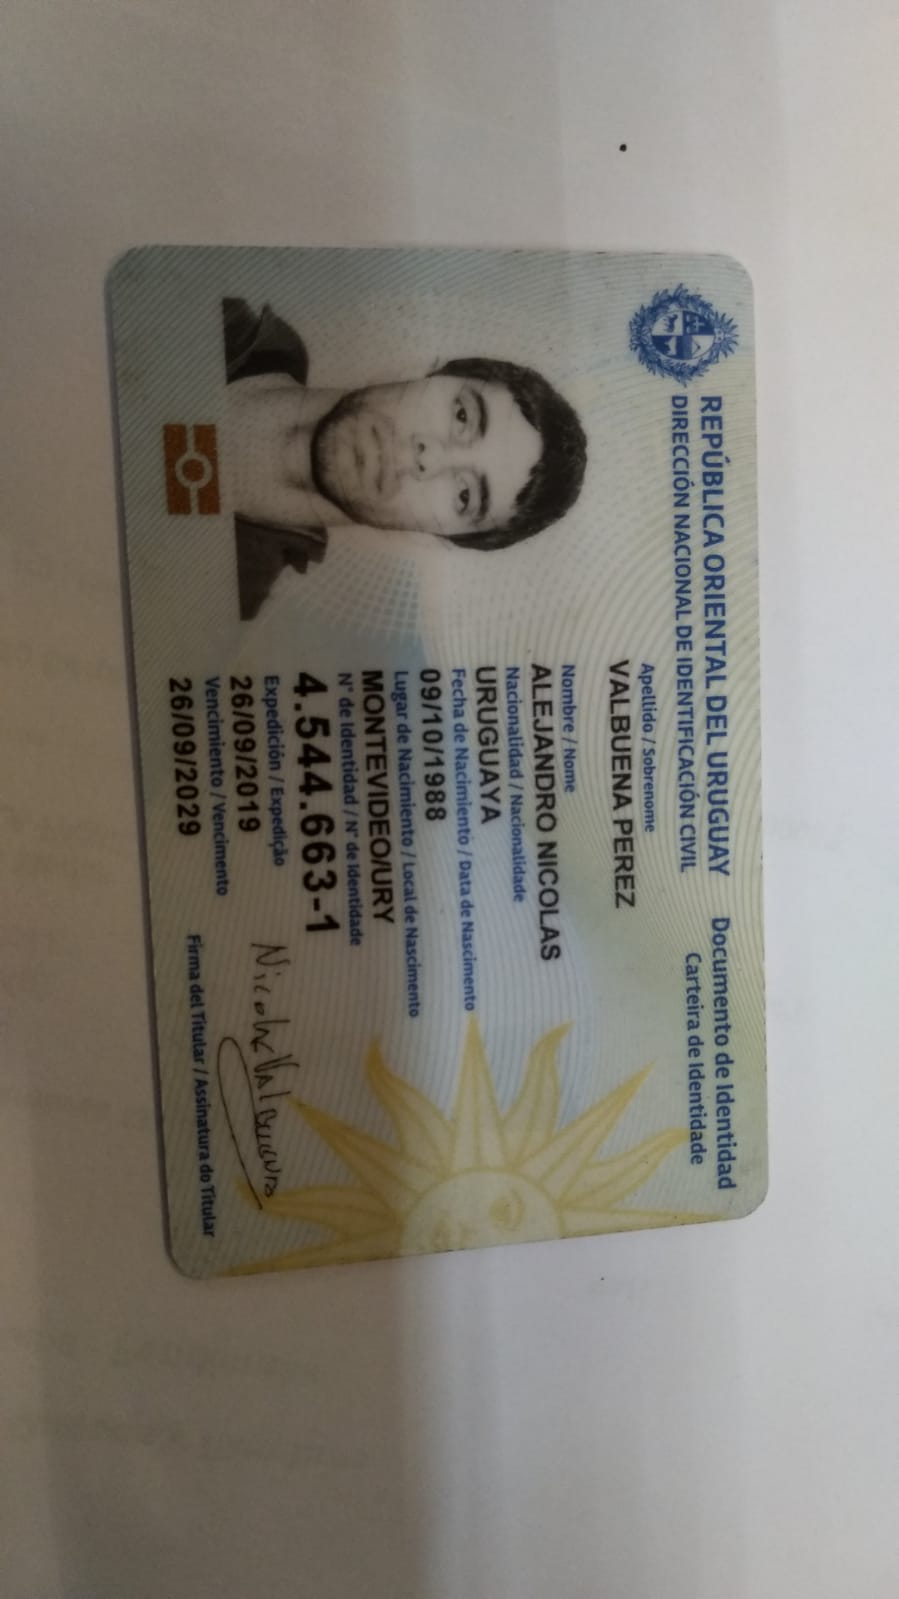 REPÚBLICA ORIENTAL DEL URUGUAY Documento de Identidad
DIRECCIÓN NACIONAL DE IDENTIFICACIÓN CIVIL Carteira de Identidade
Apellido / Sobrenome
VALBUENA PEREZ
Nombre / Nome
ALEJANDRO NICOLAS
Nacionalidad / Nacionalidade
URUGUAYA
Fecha de Nacimiento / Data de Nascimento
09/10/1988
Lugar de Nacimiento / Local de Nascimento
MONTEVIDEO/URY
N° de Identidad / N° de Identidade
4.544.663-1
Expedición / Expedição
26/09/2019
Vencimiento / Vencimento
26/09/2029
Nicolas Valbuena
Firma del Titular / Assinatura do Titular